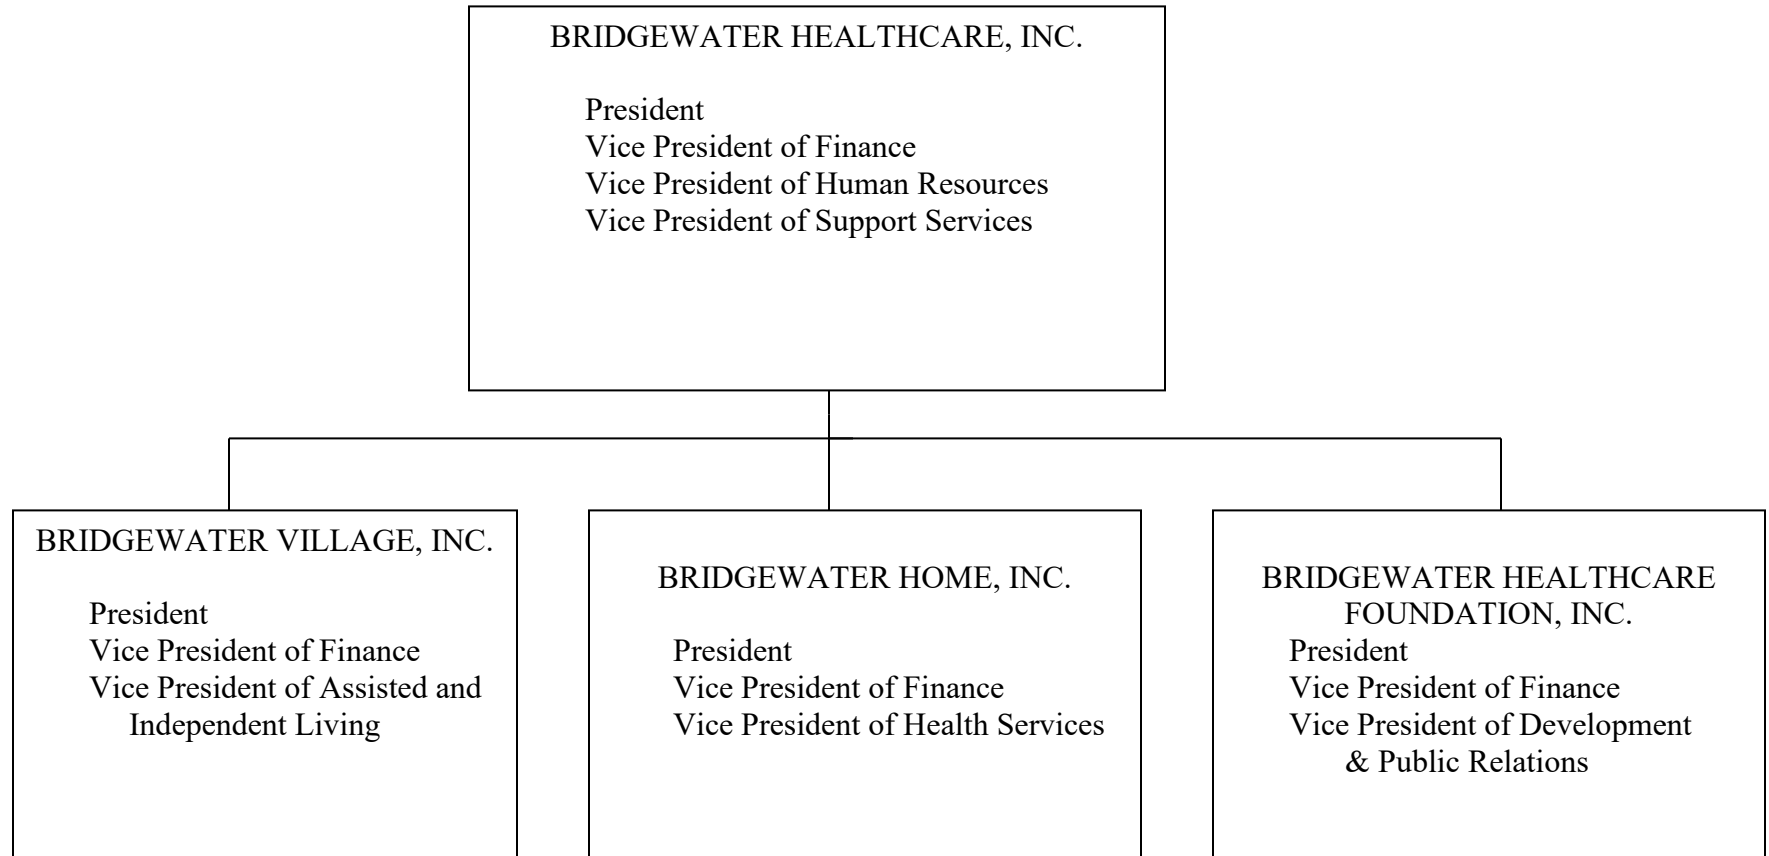 BRIDGEWATER HEALTHCARE, INC.
President
Vice President of Finance
Vice President of Human Resources
Vice President of Support Services
BRIDGEWATER VILLAGE, INC.
President
Vice President of Finance
Vice President of Assisted and
Independent Living
BRIDGEWATER HOME, INC.
President
Vice President of Finance
Vice President of Health Services
BRIDGEWATER HEALTHCARE
FOUNDATION, INC.
President
Vice President of Finance
Vice President of Development
& Public Relations